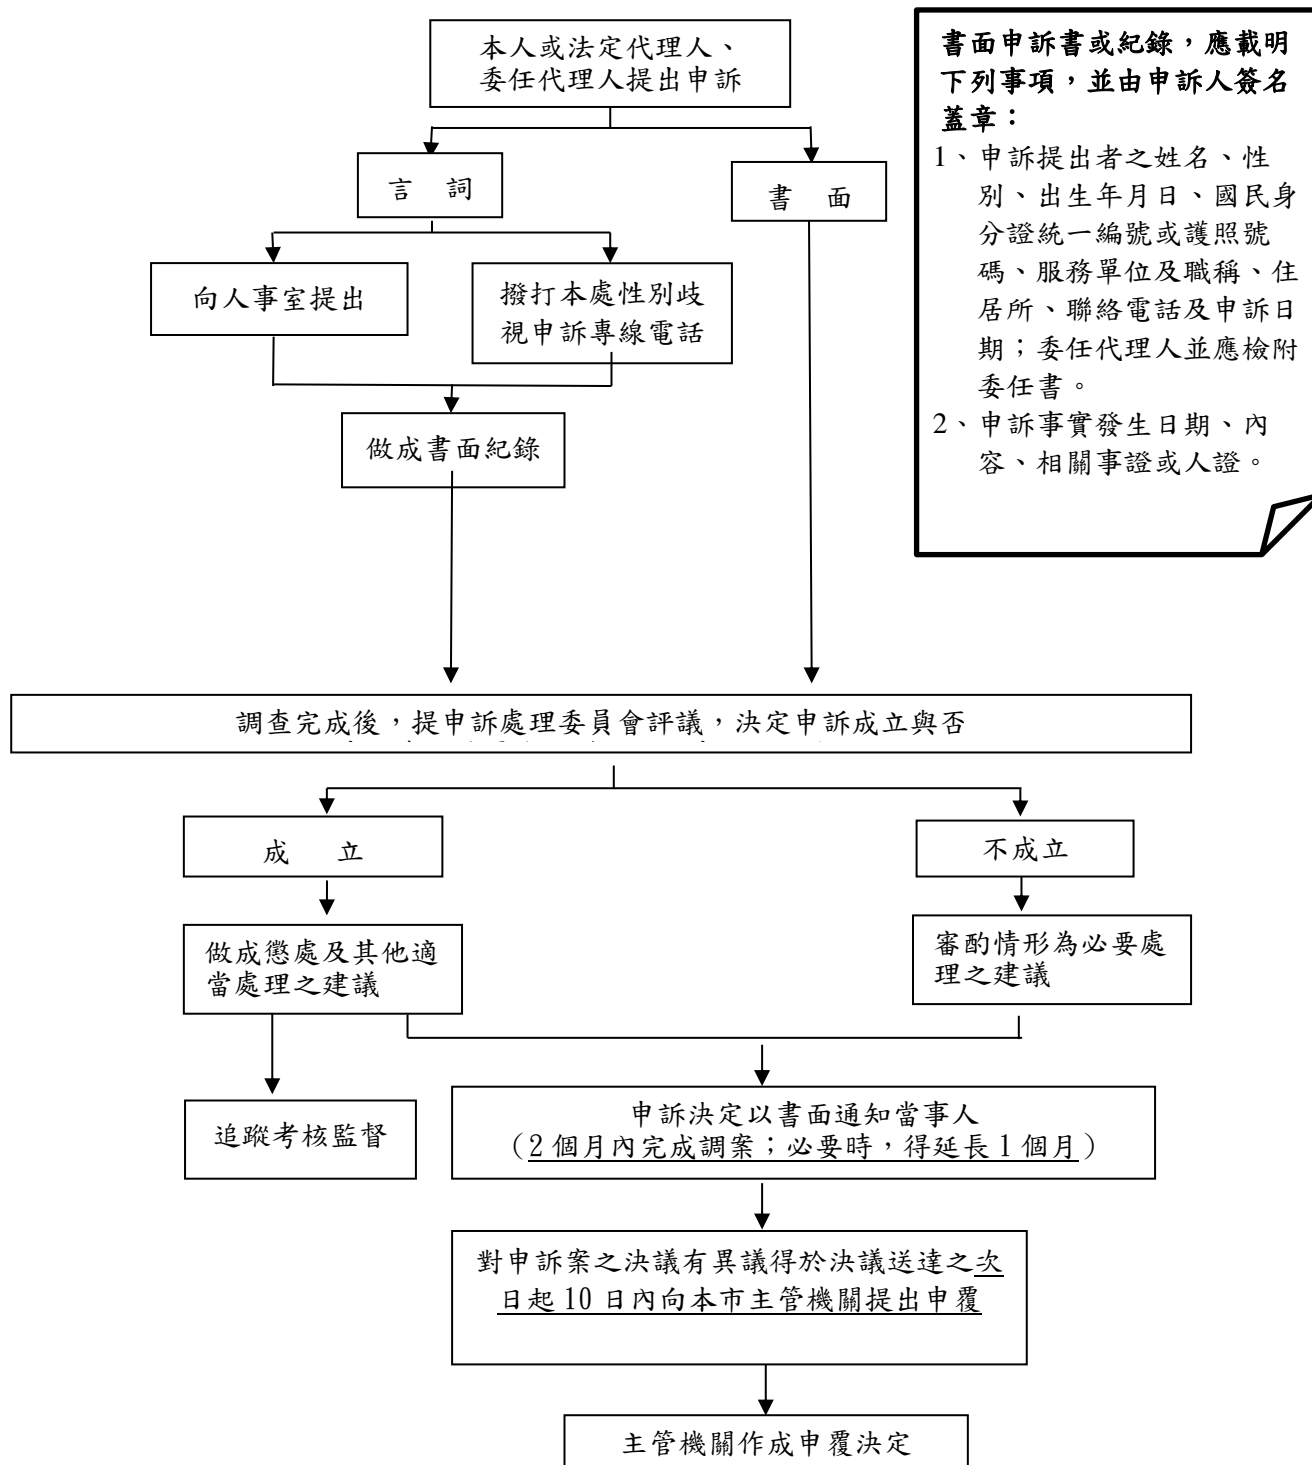 本人或法定代理人、
委任代理人提出申訴
言　詞
書　面
向人事室提出
撥打本處性別歧
視申訴專線電話
做成書面紀錄
書面申訴書或紀錄，應載明
下列事項，並由申訴人簽名
蓋章：
1、申訴提出者之姓名、性
別、出生年月日、國民身
分證統一編號或護照號
碼、服務單位及職稱、住
居所、聯絡電話及申訴日
期；委任代理人並應檢附
委任書。
2、申訴事實發生日期、內
容、相關事證或人證。
調查完成後，提申訴處理委員會評議，決定申訴成立與否
成　立
不成立
做成懲處及其他適
當處理之建議
審酌情形為必要處
理之建議
追蹤考核監督
申訴決定以書面通知當事人
（2 個月內完成調案；必要時，得延長 1 個月）
對申訴案之決議有異議得於決議送達之次
日起 10 日內向本市主管機關提出申覆
主管機關作成申覆決定